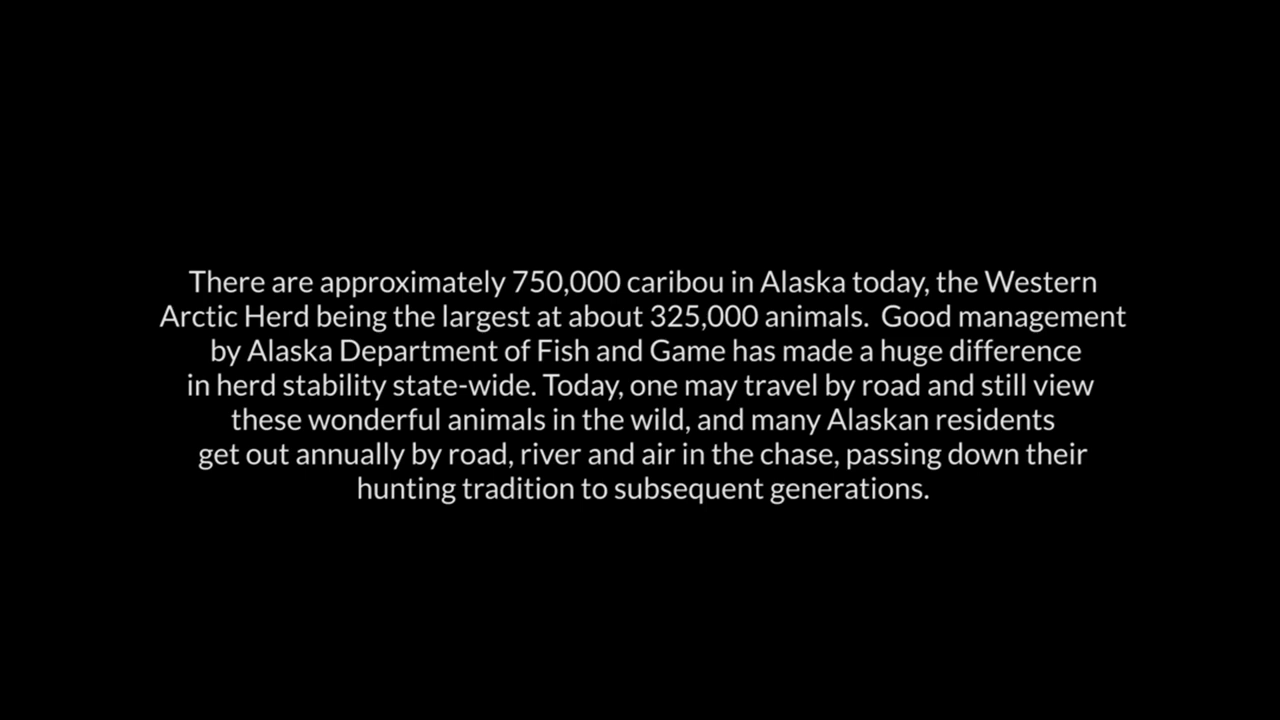 There are approximately 750,000 caribou in Alaska today, the Western
Arctic Herd being the largest at about 325,000 animals.  Good management
by Alaska Department of Fish and Game has made a huge difference
in herd stability state-wide. Today, one may travel by road and still view
these wonderful animals in the wild, and many Alaskan residents
get out annually by road, river and air in the chase, passing down their
hunting tradition to subsequent generations.